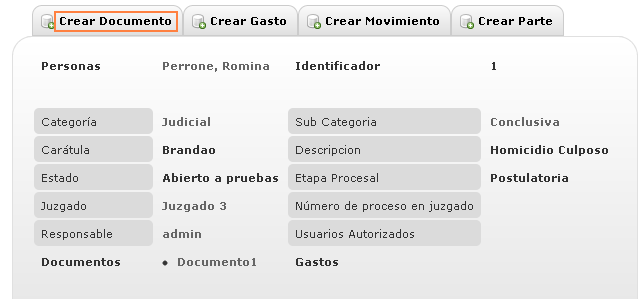 Crear Documento Crear Gasto Crear Movimiento Crear Parte
Personas Perrone, Romina Identificador 1
Categoría Judicial Sub Categoria Conclusiva
Carátula Brandao Descripcion Homicidio Culposo
Estado Abierto a pruebas Etapa Procesal Postulatoria
Juzgado Juzgado 3 Número de proceso en juzgado
Responsable admin Usuarios Autorizados
Documentos • Documento1 Gastos